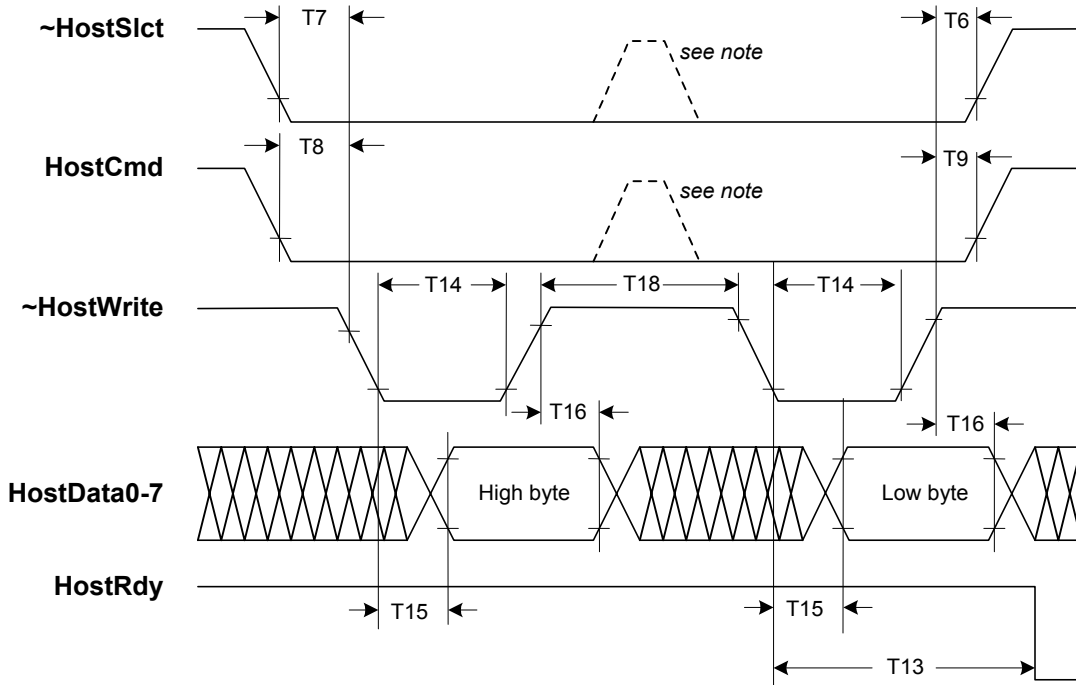 T7
T6
~HostSlct
see note
T8
T9
HostCmd
see note
T14
T18
T14
~HostWrite
T16
T16
HostData0-7
High byte
Low byte
HostRdy
T15
T15
T13